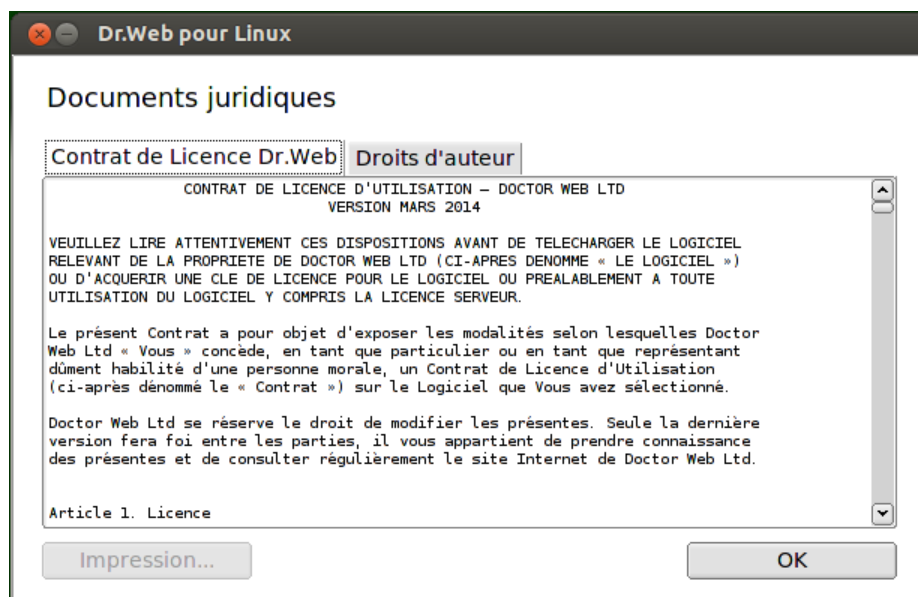 Dr.Web pour Linux
Documents juridiques
Contrat de Licence Dr.Web
Droits d'auteur
CONTRAT DE LICENCE D'UTILISATION – DOCTOR WEB LTD
VERSION MARS 2014
VEUILLEZ LIRE ATTENTIVEMENT CES DISPOSITIONS AVANT DE TELECHARGER LE LOGICIEL
RELEVANT DE LA PROPRIETE DE DOCTOR WEB LTD (CI-APRES DENOMME « LE LOGICIEL »)
OU D'ACQUERIR UNE CLE DE LICENCE POUR LE LOGICIEL OU PREALABLEMENT A TOUTE
UTILISATION DU LOGICIEL Y COMPRIS LA LICENCE SERVEUR.
Le présent Contrat a pour objet d'exposer les modalités selon lesquelles Doctor
Web Ltd « Vous » concède, en tant que particulier ou en tant que représentant
dûment habilité d'une personne morale, un Contrat de Licence d'Utilisation
(ci-après dénommé le « Contrat ») sur le Logiciel que Vous avez sélectionné.
Doctor Web Ltd se réserve le droit de modifier les présentes. Seule la dernière
version fera foi entre les parties, il vous appartient de prendre connaissance
des présentes et de consulter régulièrement le site Internet de Doctor Web Ltd.
Article 1. Licence
Impression...
OK